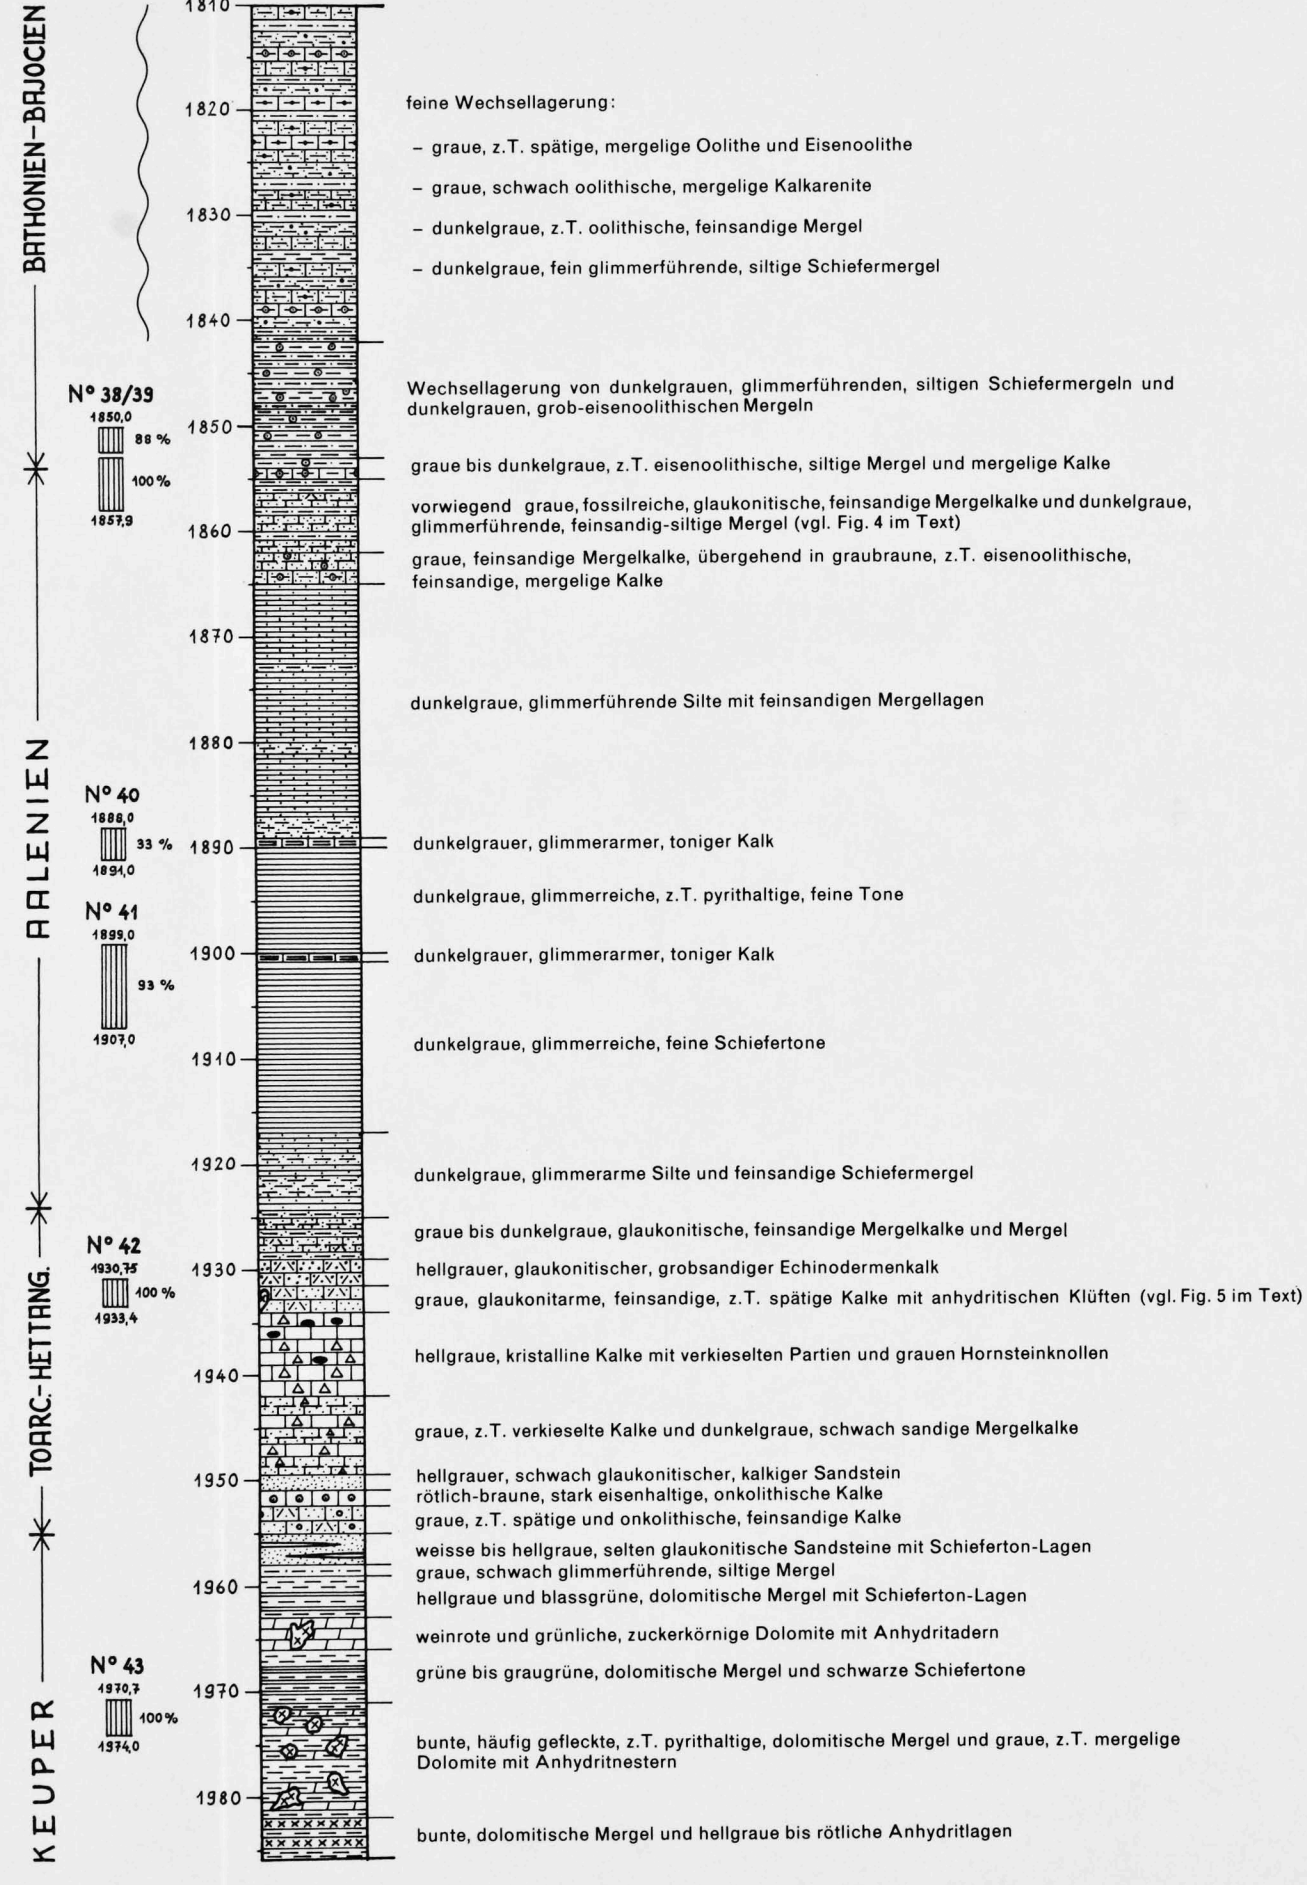 BATHONIEN-BAJOCIEN
AALENIEN
TOARC.-HETTANG.
KEUPER
N° 38/39
1850,0
88 %
100 %
1857,9
N° 40
1888,0
33 %
1891,0
N° 41
1899,0
93 %
1907,0
N° 42
1930,75
100 %
1933,4
N° 43
1970,7
100 %
1974,0
1810
1820
1830
1840
1850
1860
1870
1880
1890
1900
1910
1920
1930
1940
1950
1960
1970
1980
feine Wechsellagerung:
– graue, z.T. spätige, mergelige Oolithe und Eisenoolithe
– graue, schwach oolithische, mergelige Kalkarenite
– dunkelgraue, z.T. oolithische, feinsandige Mergel
– dunkelgraue, fein glimmerführende, siltige Schiefermergel
Wechsellagerung von dunkelgrauen, glimmerführenden, siltigen Schiefermergeln und
dunkelgrauen, grob-eisenoolithischen Mergeln
graue bis dunkelgraue, z.T. eisenoolithische, siltige Mergel und mergelige Kalke
vorwiegend graue, fossilreiche, glaukonitische, feinsandige Mergelkalke und dunkelgraue,
glimmerführende, feinsandig-siltige Mergel (vgl. Fig. 4 im Text)
graue, feinsandige Mergelkalke, übergehend in graubraune, z.T. eisenoolithische,
feinsandige, mergelige Kalke
dunkelgraue, glimmerführende Silte mit feinsandigen Mergellagen
dunkelgrauer, glimmerarmer, toniger Kalk
dunkelgraue, glimmerreiche, z.T. pyrithaltige, feine Tone
dunkelgrauer, glimmerarmer, toniger Kalk
dunkelgraue, glimmerreiche, feine Schiefertone
dunkelgraue, glimmerarme Silte und feinsandige Schiefermergel
graue bis dunkelgraue, glaukonitische, feinsandige Mergelkalke und Mergel
hellgrauer, glaukonitischer, grobsandiger Echinodermenkalk
graue, glaukonitarme, feinsandige, z.T. spätige Kalke mit anhydritischen Klüften (vgl. Fig. 5 im Text)
hellgraue, kristalline Kalke mit verkieselten Partien und grauen Hornsteinknollen
graue, z.T. verkieselte Kalke und dunkelgraue, schwach sandige Mergelkalke
hellgrauer, schwach glaukonitischer, kalkiger Sandstein
rötlich-braune, stark eisenhaltige, onkolithische Kalke
graue, z.T. spätige und onkolithische, feinsandige Kalke
weisse bis hellgraue, selten glaukonitische Sandsteine mit Schieferton-Lagen
graue, schwach glimmerführende, siltige Mergel
hellgraue und blassgrüne, dolomitische Mergel mit Schieferton-Lagen
weinrote und grünliche, zuckerkörnige Dolomite mit Anhydritadern
grüne bis graugrüne, dolomitische Mergel und schwarze Schiefertone
bunte, häufig gefleckte, z.T. pyrithaltige, dolomitische Mergel und graue, z.T. mergelige
Dolomite mit Anhydritnestern
bunte, dolomitische Mergel und hellgraue bis rötliche Anhydritlagen